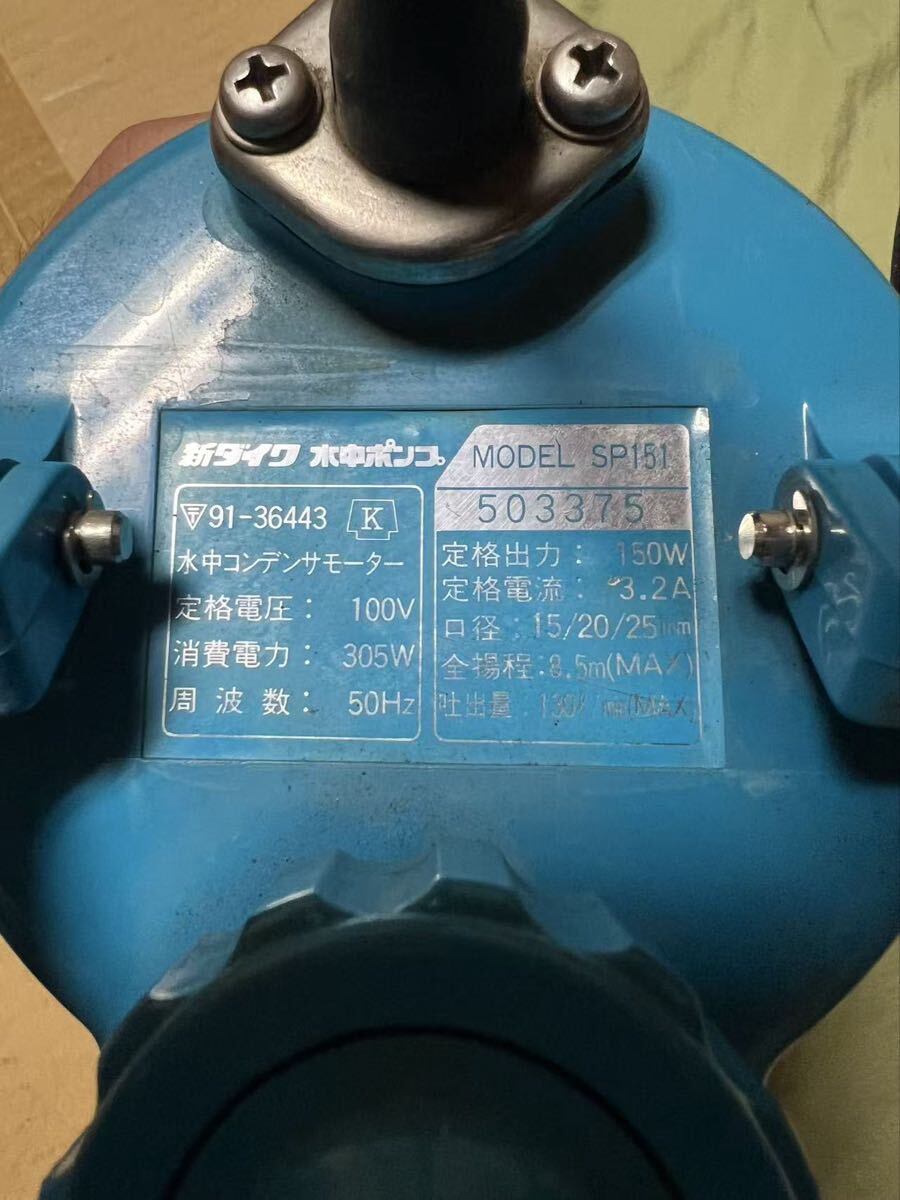 新ダイワ 水中ポンプ
MODEL SP151
503375
〒91-36443 K
水中コンデンサモーター
定格電圧: 100V
消費電力: 305W
周波数: 50Hz
定格出力: 150W
定格電流: 3.2A
口径: 15/20/25mm
全揚程: 8.5m(MAX)
吐出量: (MAX)